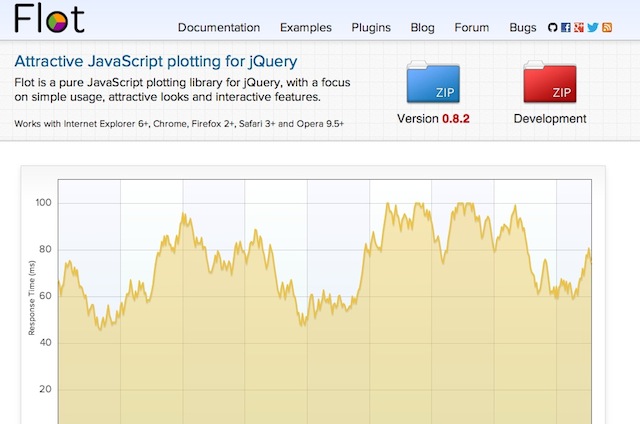 Flot
Documentation Examples Plugins Blog Forum Bugs
Attractive JavaScript plotting for jQuery
Flot is a pure JavaScript plotting library for jQuery, with a focus
on simple usage, attractive looks and interactive features.
Works with Internet Explorer 6+, Chrome, Firefox 2+, Safari 3+ and Opera 9.5+
ZIP
Version 0.8.2
ZIP
Development
100
80
60
40
20
Response Time (ms)